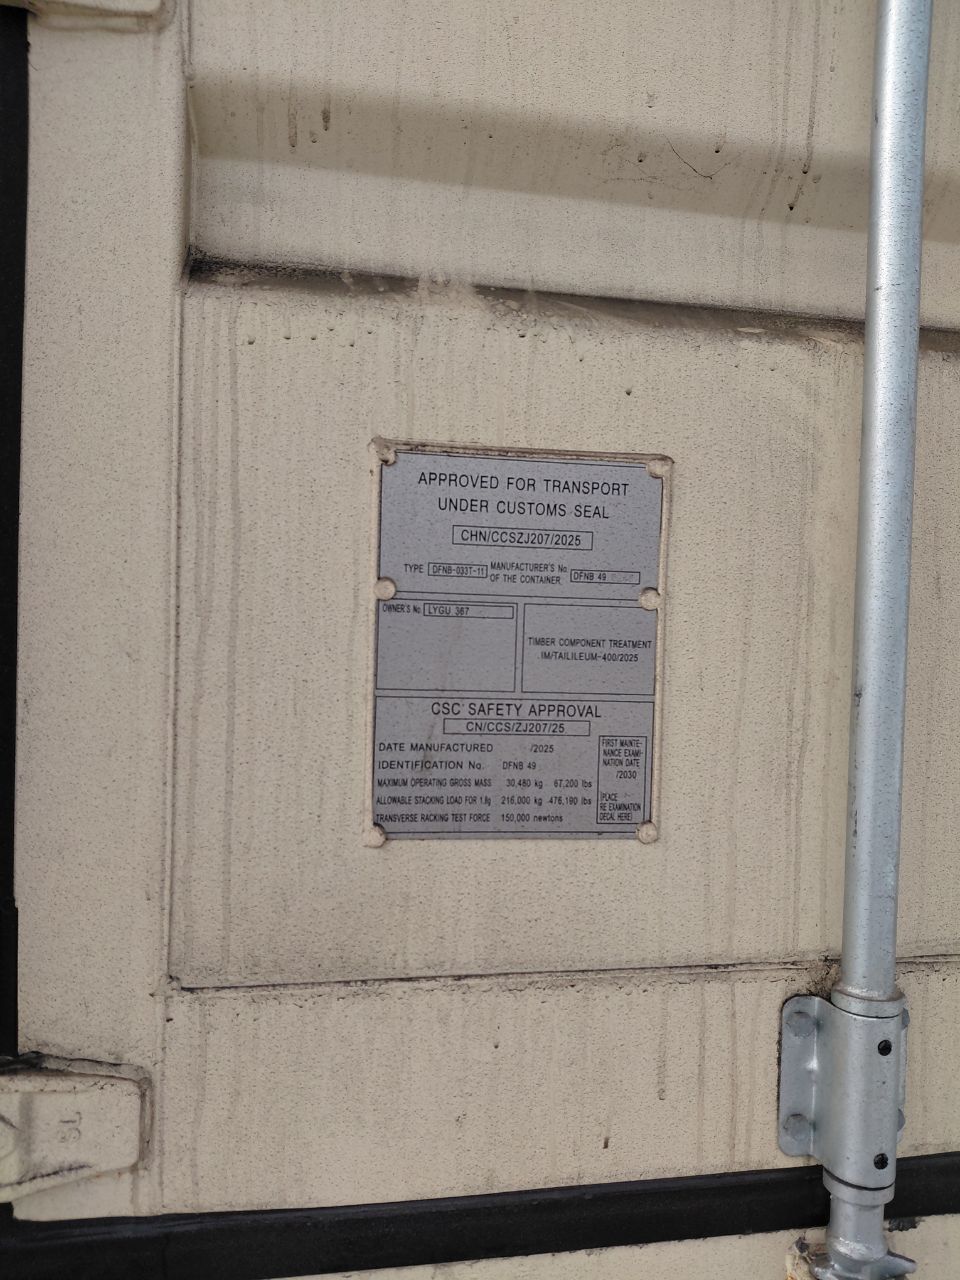 APPROVED FOR TRANSPORT
UNDER CUSTOMS SEAL
CHN/CCSZJ207/2025
TYPE DFNB-033T-11 MANUFACTURER'S No. OF THE CONTAINER DFNB 49
OWNER'S No. LYGU 367
TIMBER COMPONENT TREATMENT
IM/TAILILEUM-400/2025
CSC SAFETY APPROVAL
CN/CCS/ZJ207/25
DATE MANUFACTURED /2025
IDENTIFICATION No. DFNB 49
MAXIMUM OPERATING GROSS MASS 30,480 kg 67,200 lbs
ALLOWABLE STACKING LOAD FOR 1.8g 216,000 kg 476,190 lbs
TRANSVERSE RACKING TEST FORCE 150,000 newtons
FIRST MAINTE-
NANCE EXAMI-
NATION DATE
/2030
(PLACE
RE EXAMINATION
DECAL HERE)